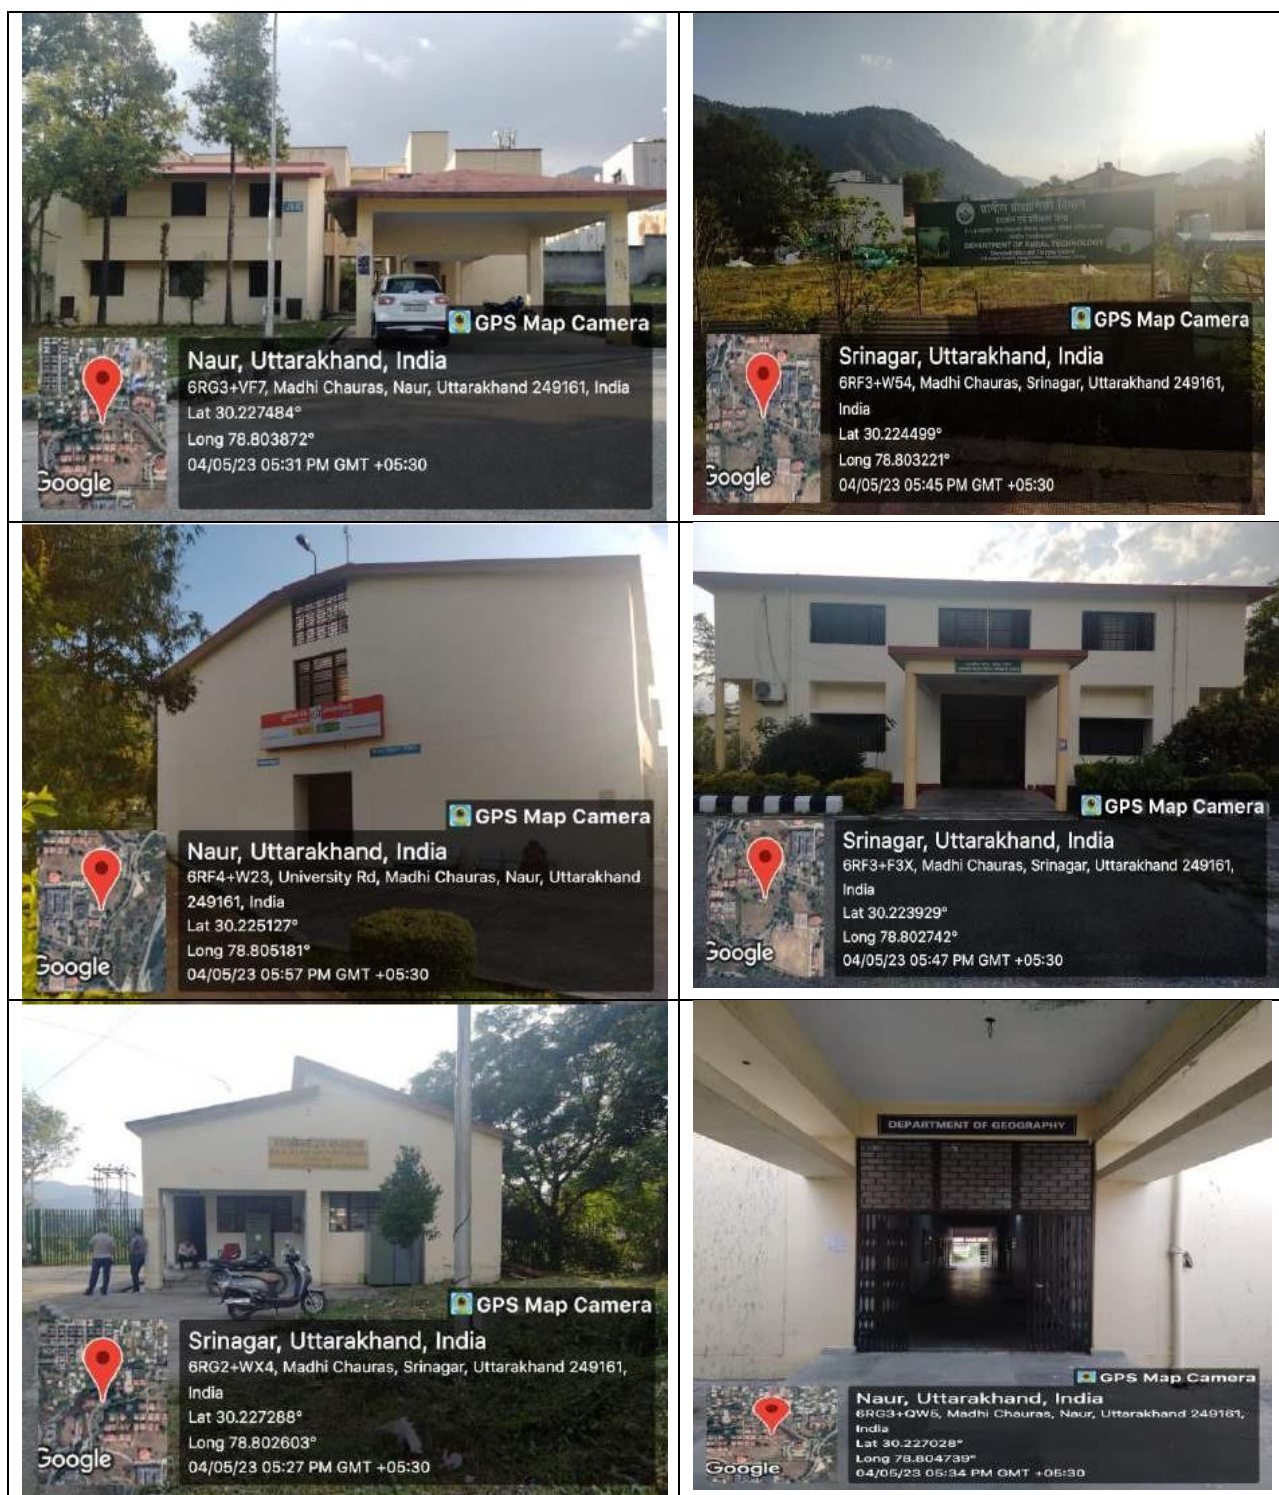 GPS Map Camera
Naur, Uttarakhand, India
6RG3+VF7, Madhi Chauras, Naur, Uttarakhand 249161, India
Lat 30.227484°
Long 78.803872°
04/05/23 05:31 PM GMT +05:30
Google
ग्रामीण प्रौद्योगिकी विभाग
DEPARTMENT OF RURAL TECHNOLOGY
GPS Map Camera
Srinagar, Uttarakhand, India
6RF3+W54, Madhi Chauras, Srinagar, Uttarakhand 249161,
India
Lat 30.224499°
Long 78.803221°
04/05/23 05:45 PM GMT +05:30
Google
GPS Map Camera
Naur, Uttarakhand, India
6RF4+W23, University Rd, Madhi Chauras, Naur, Uttarakhand
249161, India
Lat 30.225127°
Long 78.805181°
04/05/23 05:57 PM GMT +05:30
Google
GPS Map Camera
Srinagar, Uttarakhand, India
6RF3+F3X, Madhi Chauras, Srinagar, Uttarakhand 249161,
India
Lat 30.223929°
Long 78.802742°
04/05/23 05:47 PM GMT +05:30
Google
GPS Map Camera
Srinagar, Uttarakhand, India
6RG2+WX4, Madhi Chauras, Srinagar, Uttarakhand 249161,
India
Lat 30.227288°
Long 78.802603°
04/05/23 05:27 PM GMT +05:30
Google
DEPARTMENT OF GEOGRAPHY
GPS Map Camera
Naur, Uttarakhand, India
6RG3+QW5, Madhi Chauras, Naur, Uttarakhand 249161,
India
Lat 30.227028°
Long 78.804739°
04/05/23 05:34 PM GMT +05:30
Google